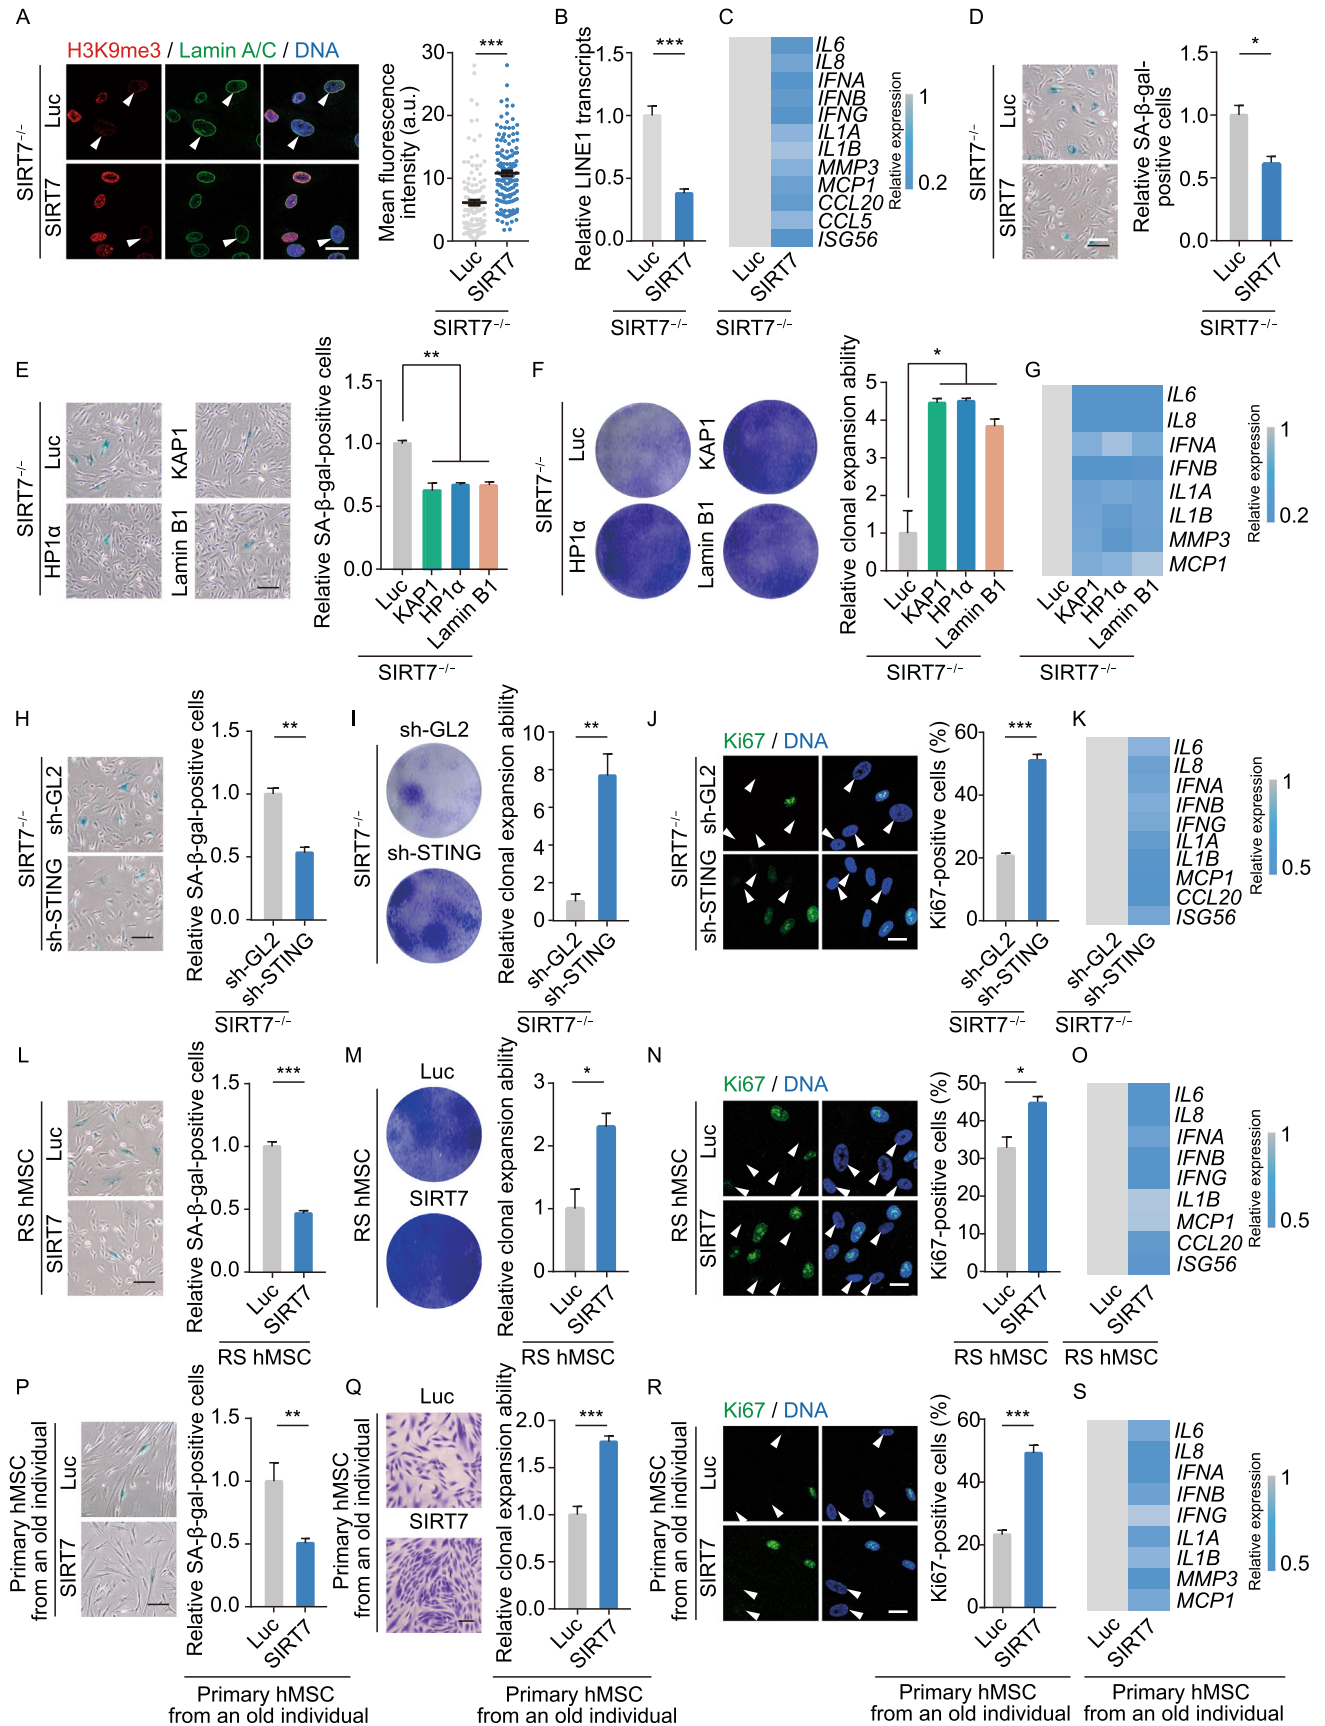 A
H3K9me3 / Lamin A/C / DNA
SIRT7⁻/⁻
Luc
SIRT7
Mean fluorescence
intensity (a.u.)
30
20
10
0
***
Luc
SIRT7
SIRT7⁻/⁻
B
Relative LINE1 transcripts
1.5
1.0
0.5
0.0
***
Luc
SIRT7
SIRT7⁻/⁻
C
IL6
IL8
IFNA
IFNB
IFNG
IL1A
IL1B
MMP3
MCP1
CCL20
CCL5
ISG56
Luc
SIRT7
SIRT7⁻/⁻
Relative expression
1
0.2
D
SIRT7⁻/⁻
Luc
SIRT7
Relative SA-β-gal-
positive cells
1.5
1.0
0.5
0.0
*
Luc
SIRT7
SIRT7⁻/⁻
E
SIRT7⁻/⁻
Luc
KAP1
HP1α
Lamin B1
Relative SA-β-gal-positive cells
1.5
1.0
0.5
0.0
**
Luc
KAP1
HP1α
Lamin B1
SIRT7⁻/⁻
F
SIRT7⁻/⁻
Luc
KAP1
HP1α
Lamin B1
Relative clonal expansion ability
5
4
3
2
1
0
*
Luc
KAP1
HP1α
Lamin B1
SIRT7⁻/⁻
G
IL6
IL8
IFNA
IFNB
IL1A
IL1B
MMP3
MCP1
Luc
KAP1
HP1α
Lamin B1
SIRT7⁻/⁻
Relative expression
1
0.2
H
SIRT7⁻/⁻
sh-GL2
sh-STING
Relative SA-β-gal-positive cells
1.5
1.0
0.5
0.0
**
sh-GL2
sh-STING
SIRT7⁻/⁻
I
SIRT7⁻/⁻
sh-GL2
sh-STING
Relative clonal expansion ability
10
8
6
4
2
0
**
sh-GL2
sh-STING
SIRT7⁻/⁻
J
Ki67 / DNA
SIRT7⁻/⁻
sh-GL2
sh-STING
Ki67-positive cells (%)
60
40
20
0
***
sh-GL2
sh-STING
SIRT7⁻/⁻
K
IL6
IL8
IFNA
IFNB
IFNG
IL1A
IL1B
MCP1
CCL20
ISG56
sh-GL2
sh-STING
SIRT7⁻/⁻
Relative expression
1
0.5
L
RS hMSC
Luc
SIRT7
Relative SA-β-gal-positive cells
1.5
1.0
0.5
0.0
***
Luc
SIRT7
RS hMSC
M
RS hMSC
Luc
SIRT7
Relative clonal expansion ability
3
2
1
0
*
Luc
SIRT7
RS hMSC
N
Ki67 / DNA
RS hMSC
Luc
SIRT7
Ki67-positive cells (%)
50
40
30
20
10
0
*
Luc
SIRT7
RS hMSC
O
IL6
IL8
IFNA
IFNB
IFNG
IL1B
MCP1
CCL20
ISG56
Luc
SIRT7
RS hMSC
Relative expression
1
0.5
P
Primary hMSC
from an old individual
Luc
SIRT7
Relative SA-β-gal-positive cells
1.5
1.0
0.5
0.0
**
Luc
SIRT7
Primary hMSC
from an old individual
Q
Primary hMSC
from an old individual
Luc
SIRT7
Relative clonal expansion ability
2.0
1.5
1.0
0.5
0.0
***
Luc
SIRT7
Primary hMSC
from an old individual
R
Ki67 / DNA
Primary hMSC
from an old individual
Luc
SIRT7
Ki67-positive cells (%)
60
40
20
0
***
Luc
SIRT7
Primary hMSC
from an old individual
S
IL6
IL8
IFNA
IFNB
IFNG
IL1A
IL1B
MMP3
MCP1
Luc
SIRT7
Primary hMSC
from an old individual
Relative expression
1
0.5